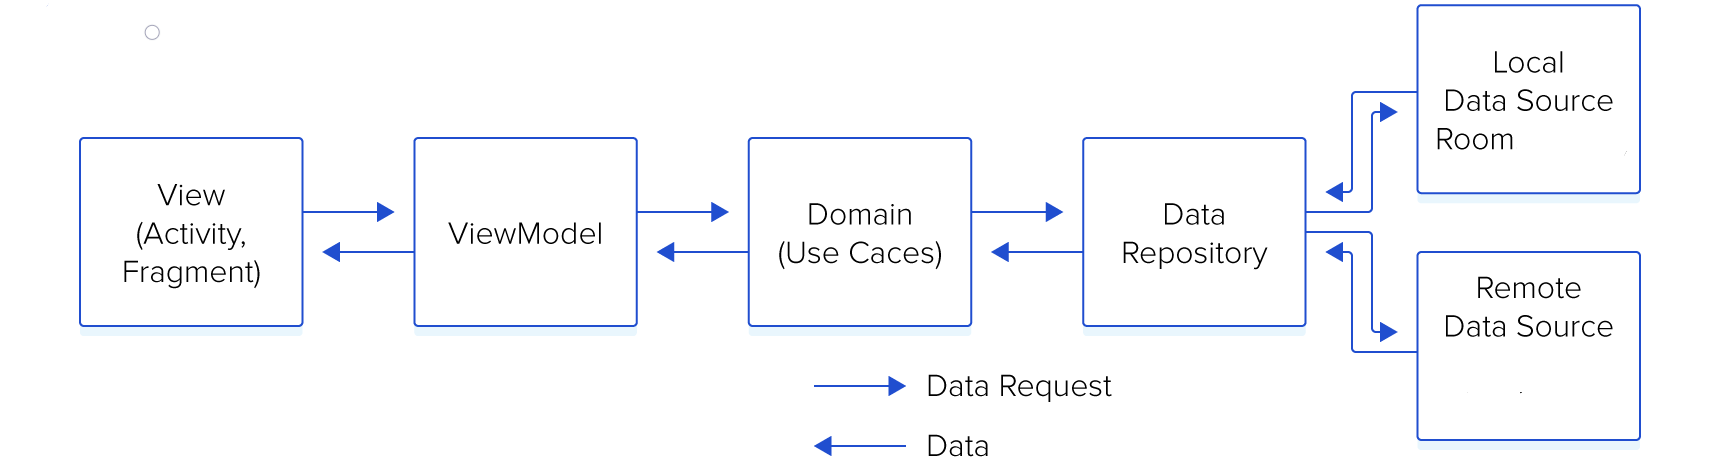 View
(Activity,
Fragment)
ViewModel
Domain
(Use Caces)
Data
Repository
Local
Data Source
Room
Remote
Data Source
Data Request
Data